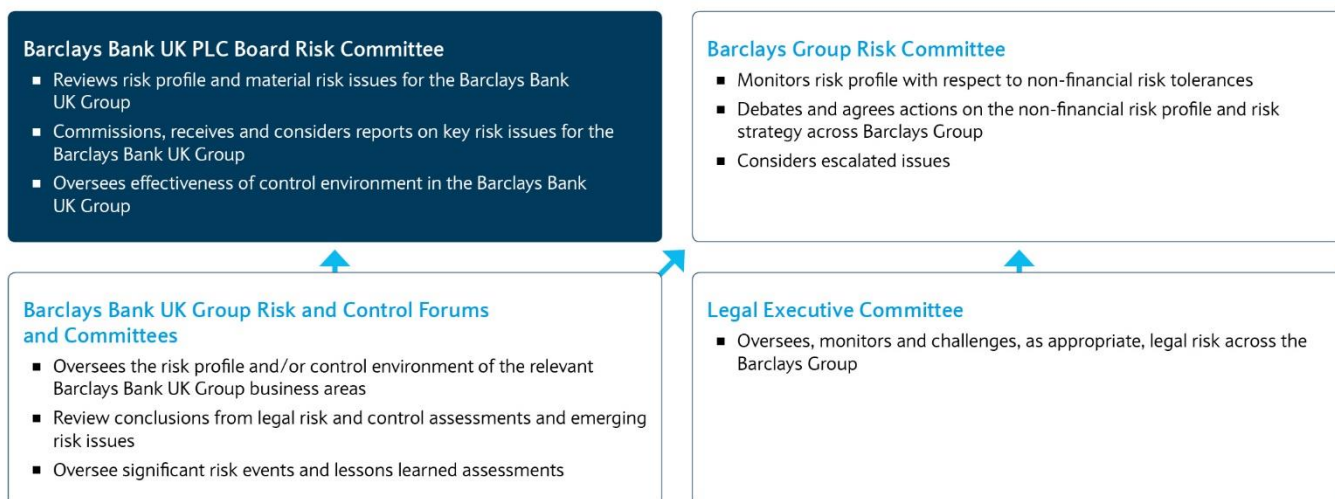 Barclays Bank UK PLC Board Risk Committee
▪ Reviews risk profile and material risk issues for the Barclays Bank
UK Group
▪ Commissions, receives and considers reports on key risk issues for the
Barclays Bank UK Group
▪ Oversees effectiveness of control environment in the Barclays Bank
UK Group
Barclays Group Risk Committee
▪ Monitors risk profile with respect to non-financial risk tolerances
▪ Debates and agrees actions on the non-financial risk profile and risk
strategy across Barclays Group
▪ Considers escalated issues
Barclays Bank UK Group Risk and Control Forums
and Committees
▪ Oversees the risk profile and/or control environment of the relevant
Barclays Bank UK Group business areas
▪ Review conclusions from legal risk and control assessments and emerging
risk issues
▪ Oversee significant risk events and lessons learned assessments
Legal Executive Committee
▪ Oversees, monitors and challenges, as appropriate, legal risk across the
Barclays Group